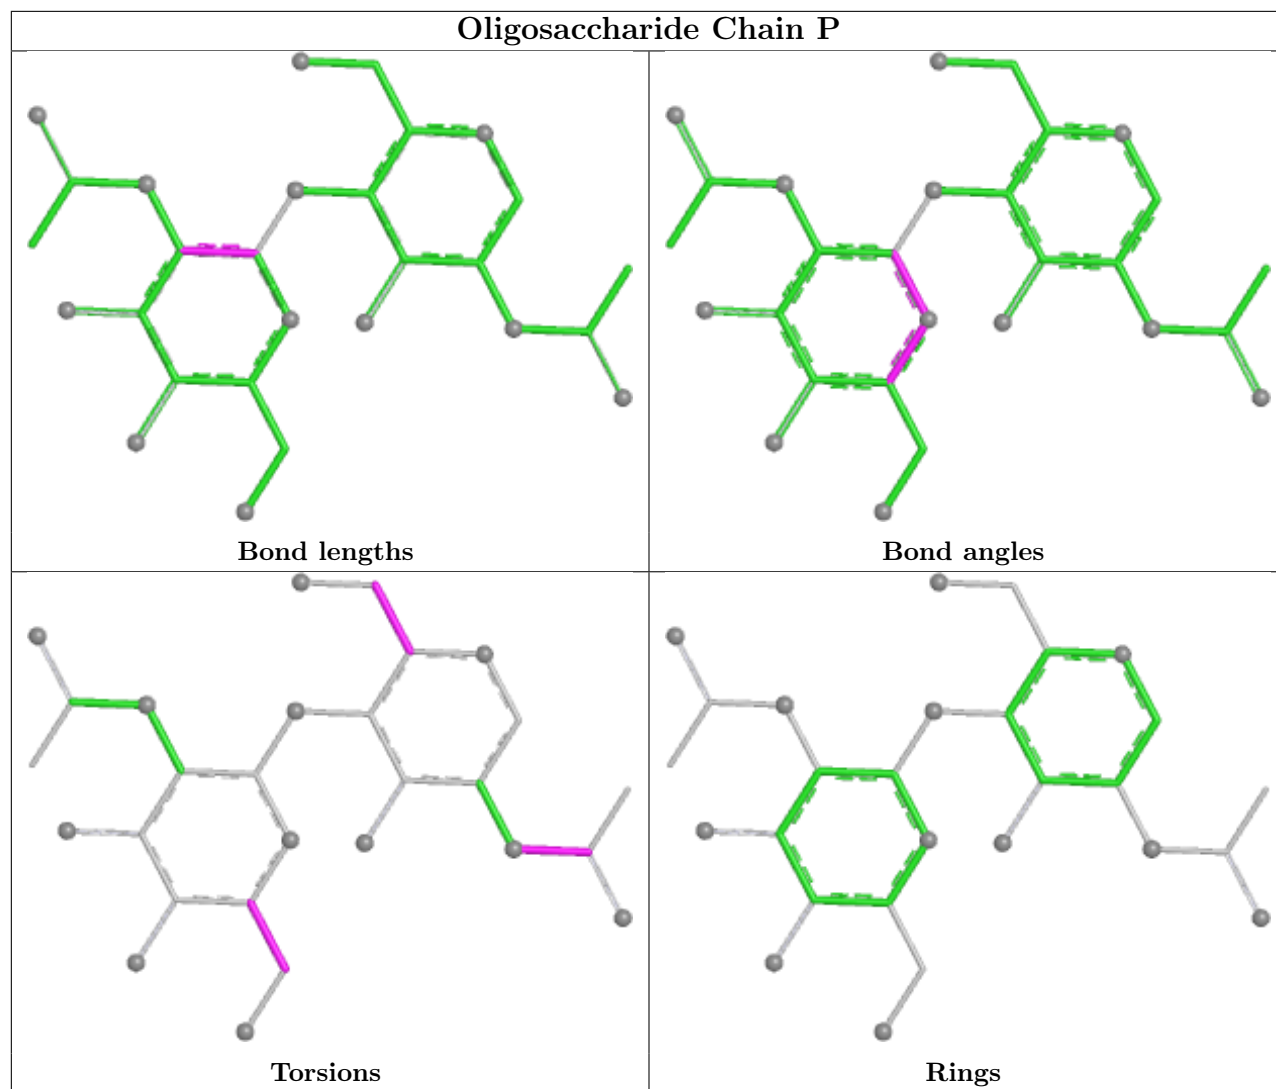 Oligosaccharide Chain P
Bond lengths
Bond angles
Torsions
Rings